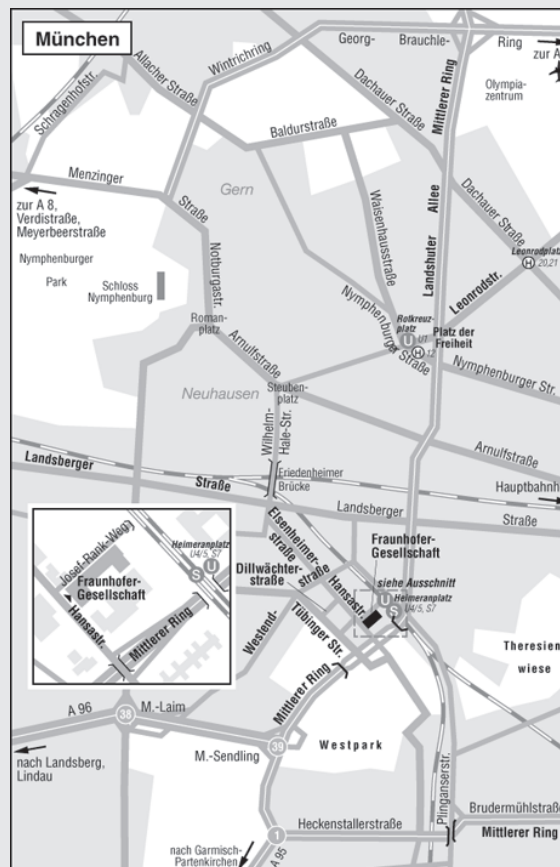 München
Georg-
Brauchle-
Ring
zur A
Olympia-
zentrum
Allacher Straße
Wintrichring
Dachauer Straße
Mittlerer Ring
Schragenhofstr.
Baldurstraße
Menzinger
Straße
Gern
Waisenhausstraße
Landshuter
Allee
Dachauer Straße
zur A 8,
Verdistraße,
Meyerbeerstraße
Nymphenburger
Park
Schloss
Nymphenburg
Notburgastr.
Leonrodplatz
H 20,21
Leonrodstr.
Nymphenburger Straße
Rotkreuz-
platz
U U1
H 12
Platz der
Freiheit
Nymphenburger Str.
Roman-
platz
Arnulfstraße
Steuben-
platz
Neuhausen
Wilhelm-
Hale-Str.
Arnulfstraße
Landsberger
Straße
Friedenheimer
Brücke
Hauptbahnh
Landsberger
Straße
Elsenheimer-
straße
Fraunhofer-
Gesellschaft
Dillwächter-
straße
Hansastr.
siehe Ausschnitt
U S
Heimeranplatz
U4/5, S7
Westend-
straße
Tübinger Str.
Mittlerer Ring
Theresien
wiese
Josef-Rank-Weg
Heimeranplatz
U4/5, S7
S U
Fraunhofer-
Gesellschaft
Hansastr.
Mittlerer Ring
A 96
38
M.-Laim
39
M.-Sendling
Westpark
nach Landsberg,
Lindau
Plinganserstr.
Heckenstallerstraße
1
Brudermühlstraße
Mittlerer Ring
nach Garmisch-
Partenkirchen
A 95